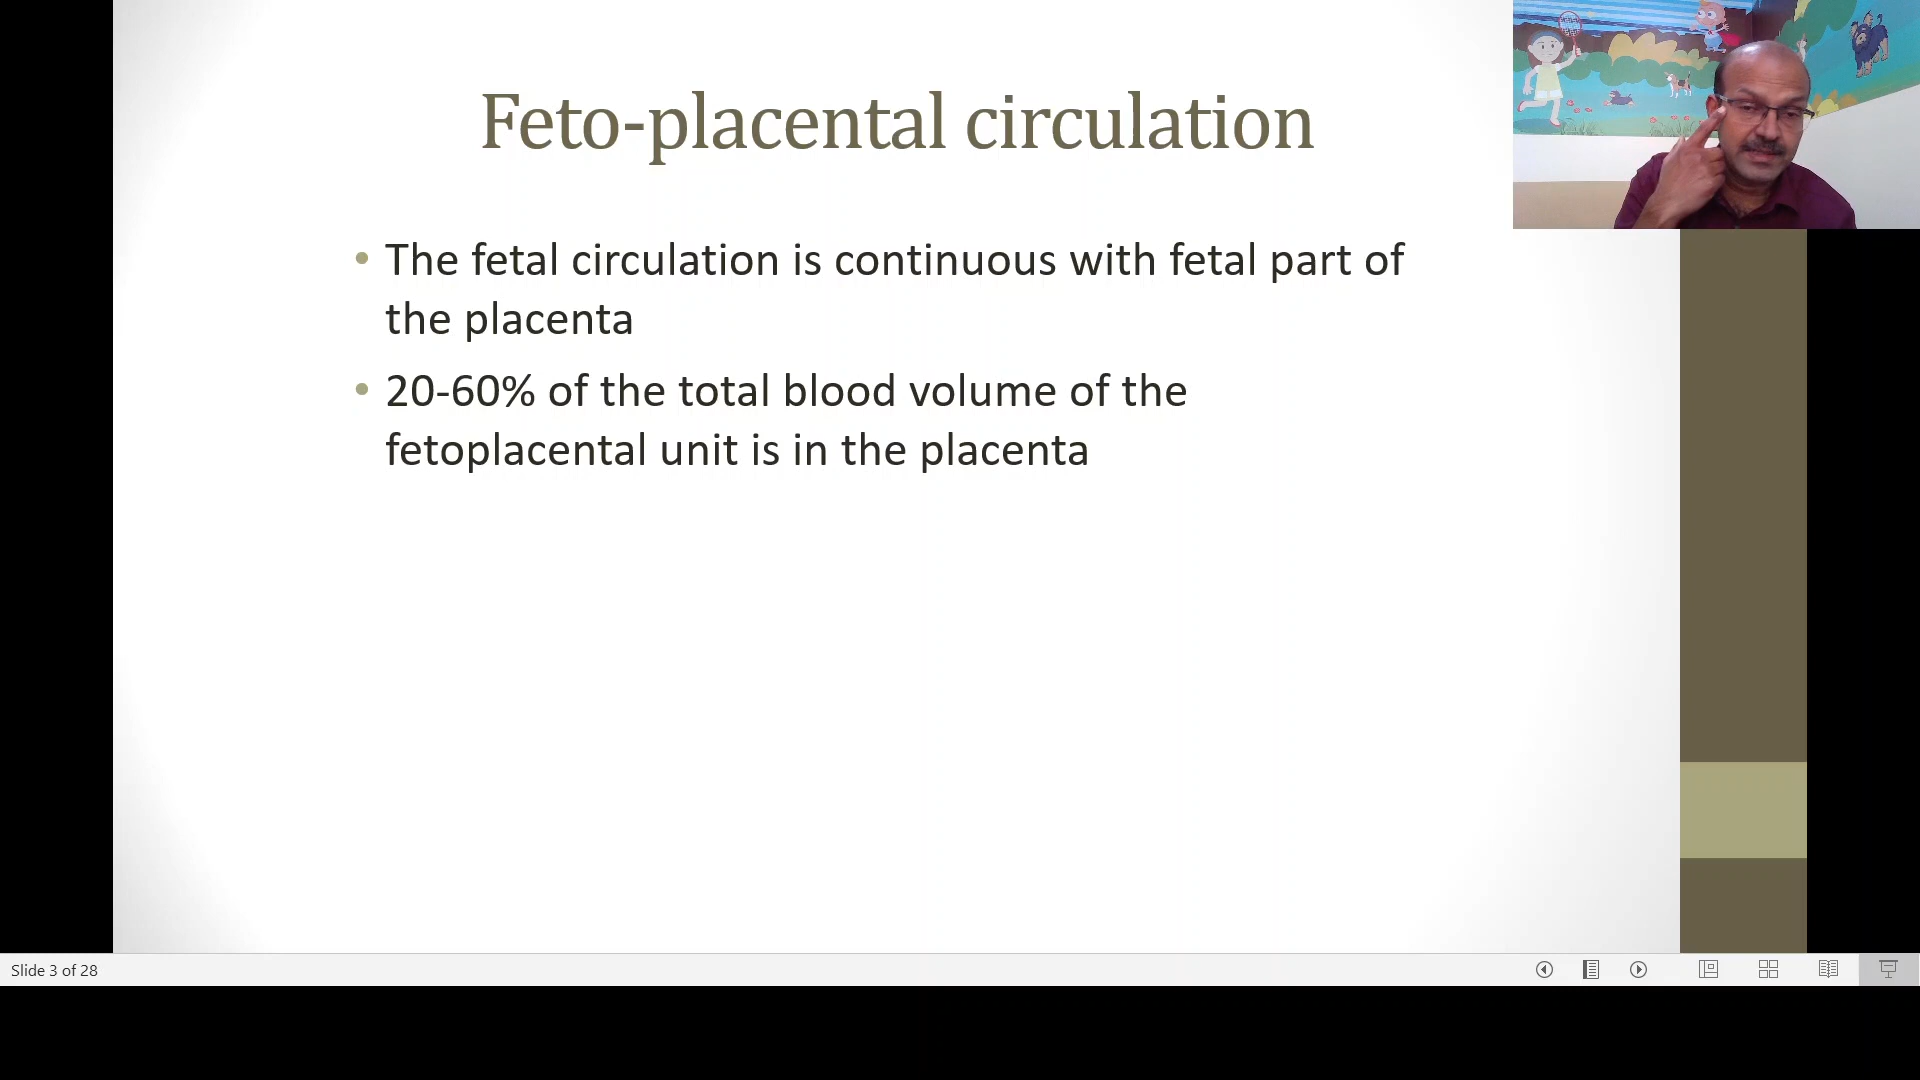 Feto-placental circulation
• The fetal circulation is continuous with fetal part of
the placenta
• 20-60% of the total blood volume of the
fetoplacental unit is in the placenta
Slide 3 of 28